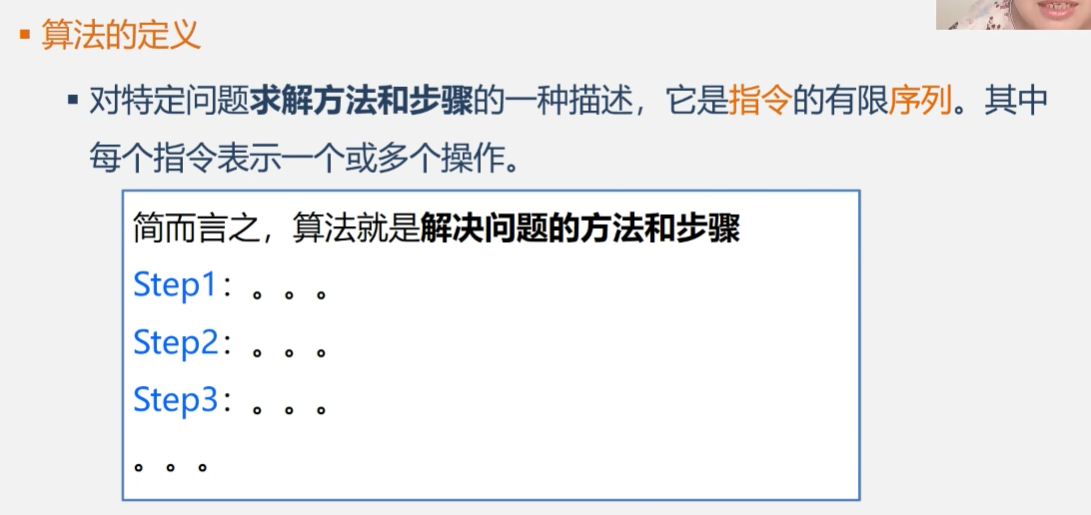 算法的定义
对特定问题求解方法和步骤的一种描述，它是指令的有限序列。其中
每个指令表示一个或多个操作。
简而言之，算法就是解决问题的方法和步骤
Step1：。。。
Step2：。。。
Step3：。。。
。。。